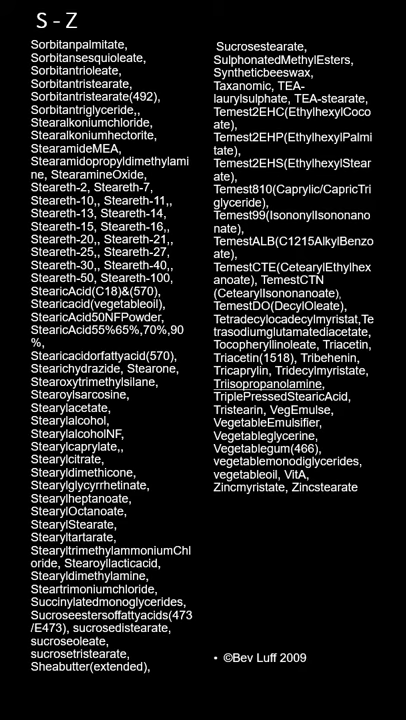 S - Z
Sorbitanpalmitate,
Sorbitansesquioleate,
Sorbitantrioleate,
Sorbitantristearate,
Sorbitantristearate(492),
Sorbitantriglyceride,,
Stearalkoniumchloride,
Stearalkoniumhectorite,
StearamideMEA,
Stearamidopropyldimethylami
ne, StearamineOxide,
Steareth-2, Steareth-7,
Steareth-10,, Steareth-11,,
Steareth-13, Steareth-14,
Steareth-15, Steareth-16,,
Steareth-20,, Steareth-21,,
Steareth-25,, Steareth-27,
Steareth-30,, Steareth-40,,
Steareth-50, Steareth-100,
StearicAcid(C18)&(570),
Stearicacid(vegetableoil),
StearicAcid50NFPowder,
StearicAcid55%65%,70%,90
%,
Stearicacidorfattyacid(570),
Stearichydrazide, Stearone,
Stearoxytrimethylsilane,
Stearoylsarcosine,
Stearylacetate,
Stearylalcohol,
StearylalcoholNF,
Stearylcaprylate,,
Stearylcitrate,
Stearyldimethicone,
Stearylglycyrrhetinate,
Stearylheptanoate,
StearylOctanoate,
StearylStearate,
Stearyltartarate,
StearyltrimethylammoniumChl
oride, Stearoyllacticacid,
Stearyldimethylamine,
Steartrimoniumchloride,
Succinylatedmonoglycerides,
Sucroseestersoffattyacids(473
/E473), sucrosedistearate,
sucroseoleate,
sucrosetristearate,
Sheabutter(extended),
Sucrosestearate,
SulphonatedMethylEsters,
Syntheticbeeswax,
Taxanomic, TEA-
laurylsulphate, TEA-stearate,
Temest2EHC(EthylhexylCoco
ate),
Temest2EHP(EthylhexylPalmi
tate),
Temest2EHS(EthylhexylStear
ate),
Temest810(Caprylic/CapricTri
glyceride),
Temest99(IsononylIsononano
nate),
TemestALB(C1215AlkylBenzo
ate),
TemestCTE(CetearylEthylhex
anoate), TemestCTN
(CetearylIsononanoate),
TemestDO(DecylOleate),
Tetradecylocadecylmyristat,Te
trasodiumglutamatediacetate,
Tocopheryllinoleate, Triacetin,
Triacetin(1518), Tribehenin,
Tricaprylin, Tridecylmyristate,
Triisopropanolamine,
TriplePressedStearicAcid,
Tristearin, VegEmulse,
VegetableEmulsifier,
Vegetableglycerine,
Vegetablegum(466),
vegetablemonodiglycerides,
vegetableoil, VitA,
Zincmyristate, Zincstearate
• ©Bev Luff 2009